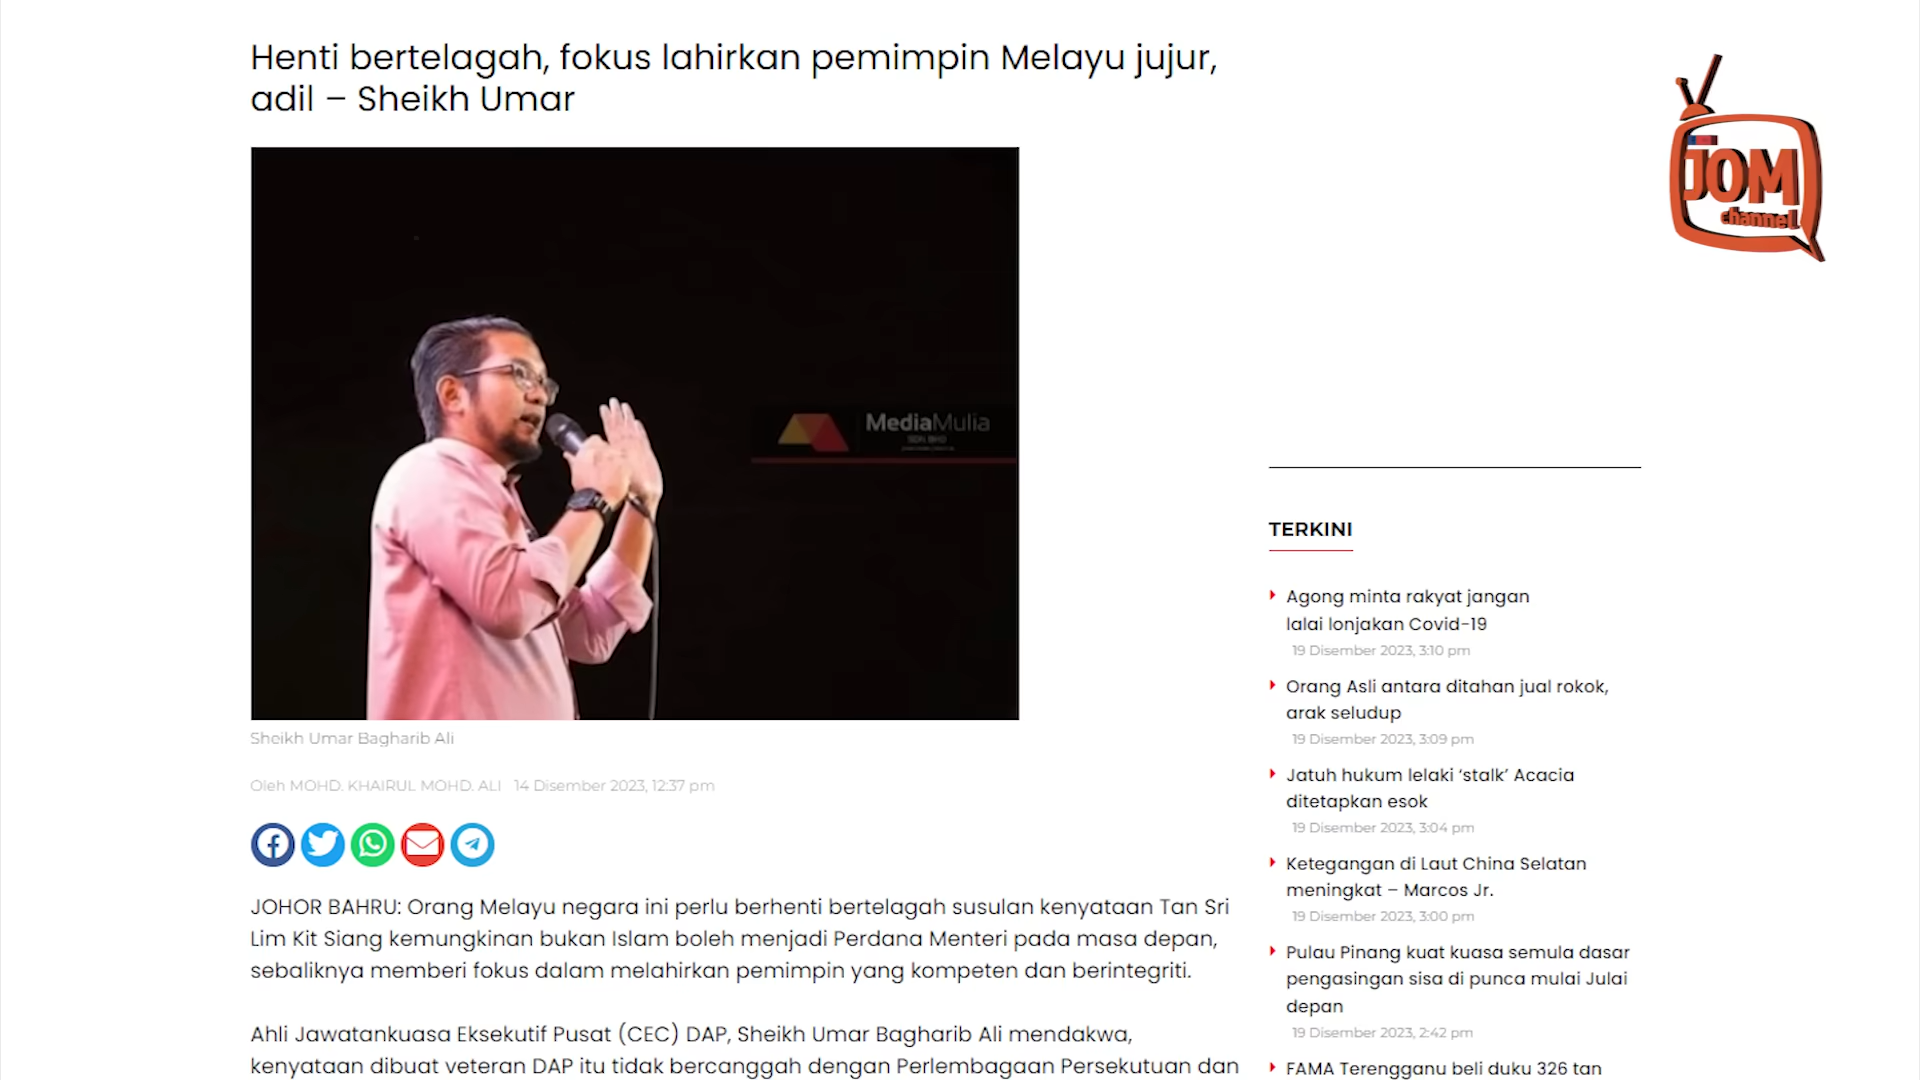 Henti bertelagah, fokus lahirkan pemimpin Melayu jujur,
adil – Sheikh Umar
JOM
channel
MediaMulia
SDN BHD
Sheikh Umar Bagharib Ali
Oleh MOHD. KHAIRUL MOHD. ALI 14 Disember 2023, 12:37 pm
JOHOR BAHRU: Orang Melayu negara ini perlu berhenti bertelagah susulan kenyataan Tan Sri
Lim Kit Siang kemungkinan bukan Islam boleh menjadi Perdana Menteri pada masa depan,
sebaliknya memberi fokus dalam melahirkan pemimpin yang kompeten dan berintegriti.
Ahli Jawatankuasa Eksekutif Pusat (CEC) DAP, Sheikh Umar Bagharib Ali mendakwa,
kenyataan dibuat veteran DAP itu tidak bercanggah dengan Perlembagaan Persekutuan dan
TERKINI
Agong minta rakyat jangan
lalai lonjakan Covid-19
19 Disember 2023, 3:10 pm
Orang Asli antara ditahan jual rokok,
arak seludup
19 Disember 2023, 3:09 pm
Jatuh hukum lelaki ‘stalk’ Acacia
ditetapkan esok
19 Disember 2023, 3:04 pm
Ketegangan di Laut China Selatan
meningkat – Marcos Jr.
19 Disember 2023, 3:00 pm
Pulau Pinang kuat kuasa semula dasar
pengasingan sisa di punca mulai Julai
depan
19 Disember 2023, 2:42 pm
FAMA Terengganu beli duku 326 tan